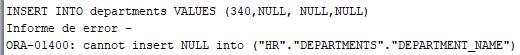 INSERT INTO departments VALUES (340,NULL, NULL,NULL)
Informe de error -
ORA-01400: cannot insert NULL into ("HR"."DEPARTMENTS"."DEPARTMENT_NAME")